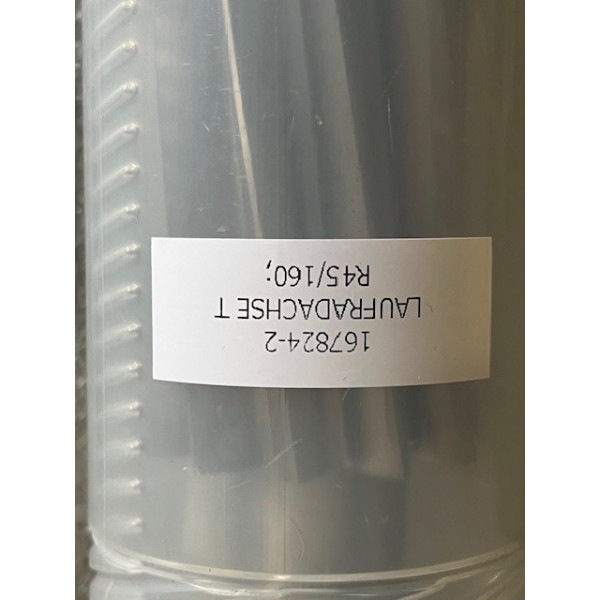 167824-2
LAUFRADACHSE T
R45/160;